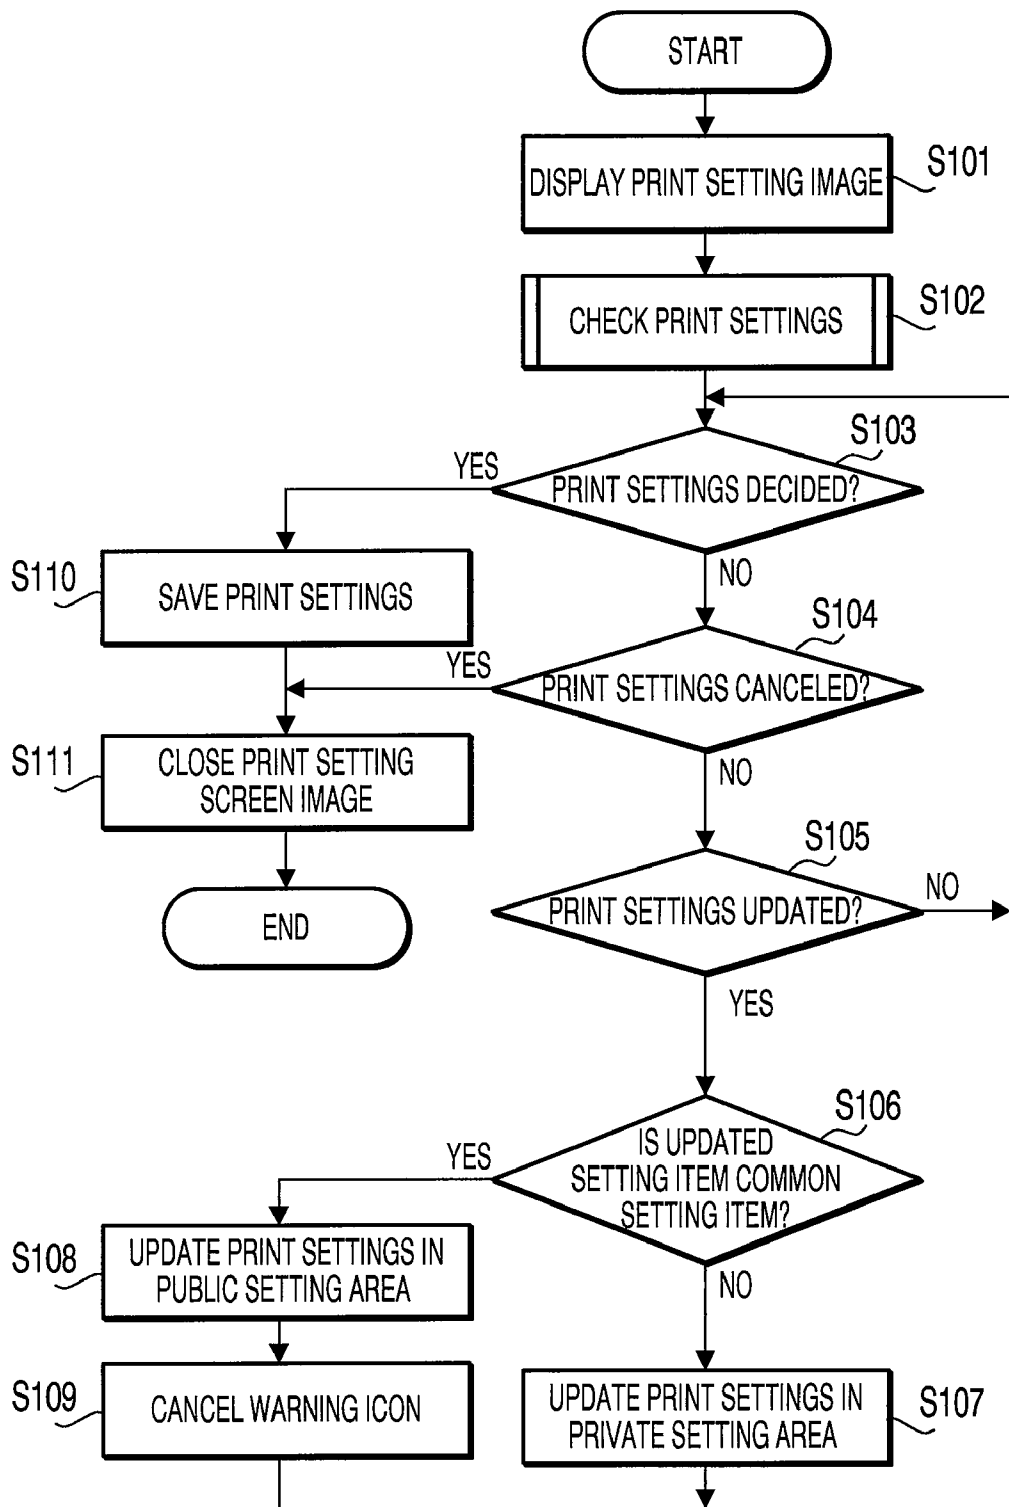 START
DISPLAY PRINT SETTING IMAGE
S101
CHECK PRINT SETTINGS
S102
PRINT SETTINGS DECIDED?
S103
YES
NO
SAVE PRINT SETTINGS
S110
PRINT SETTINGS CANCELED?
S104
YES
NO
CLOSE PRINT SETTING
SCREEN IMAGE
S111
END
PRINT SETTINGS UPDATED?
S105
NO
YES
IS UPDATED
SETTING ITEM COMMON
SETTING ITEM?
S106
YES
NO
UPDATE PRINT SETTINGS IN
PUBLIC SETTING AREA
S108
CANCEL WARNING ICON
S109
UPDATE PRINT SETTINGS IN
PRIVATE SETTING AREA
S107